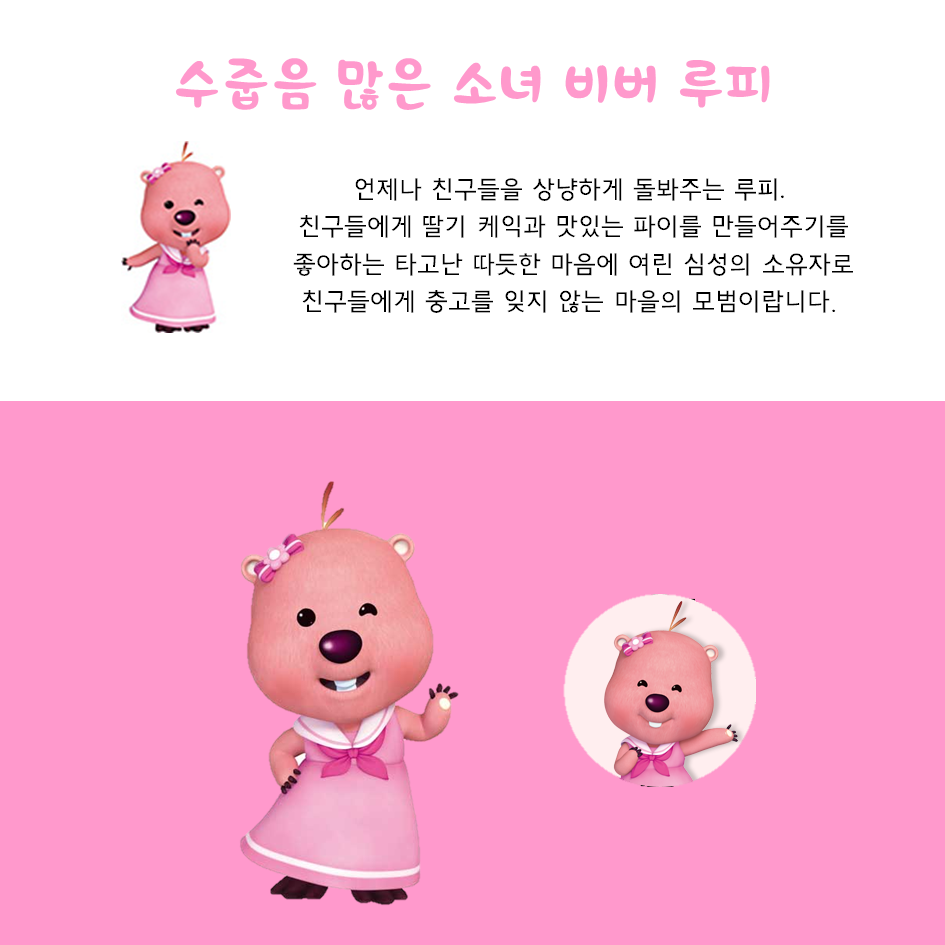 수줍음 많은 소녀 비버 루피
언제나 친구들을 상냥하게 돌봐주는 루피.
친구들에게 딸기 케익과 맛있는 파이를 만들어주기를
좋아하는 타고난 따듯한 마음에 여린 심성의 소유자로
친구들에게 충고를 잊지 않는 마을의 모범이랍니다.